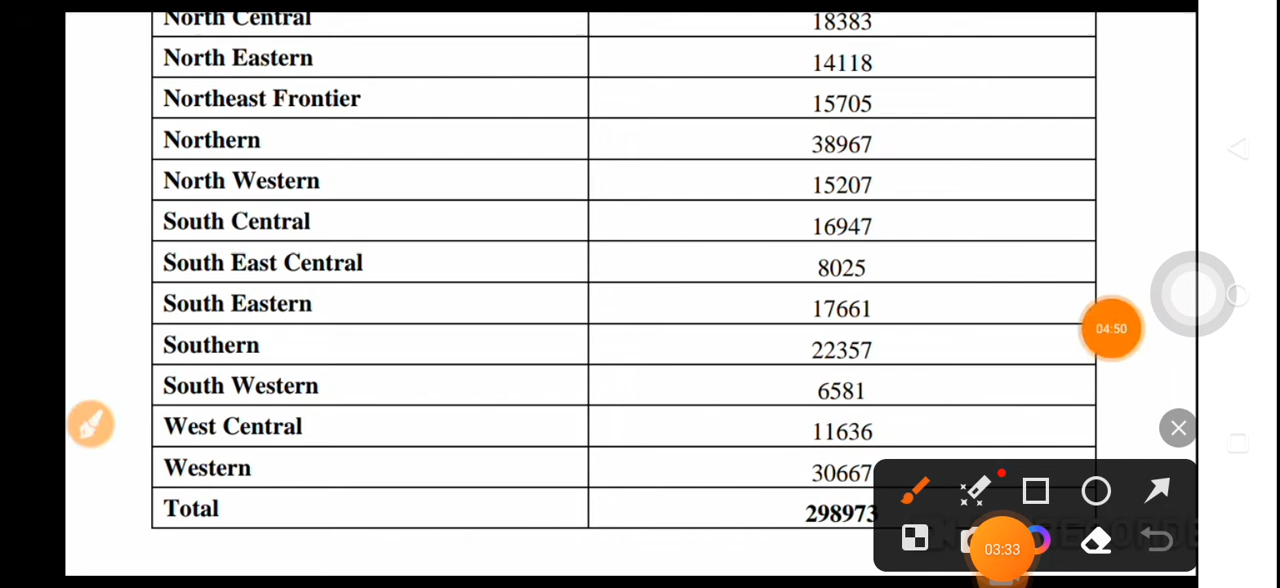 North Central 18383
North Eastern 14118
Northeast Frontier 15705
Northern 38967
North Western 15207
South Central 16947
South East Central 8025
South Eastern 17661
Southern 22357
South Western 6581
West Central 11636
Western 30667
Total 298973
04:50
03:33